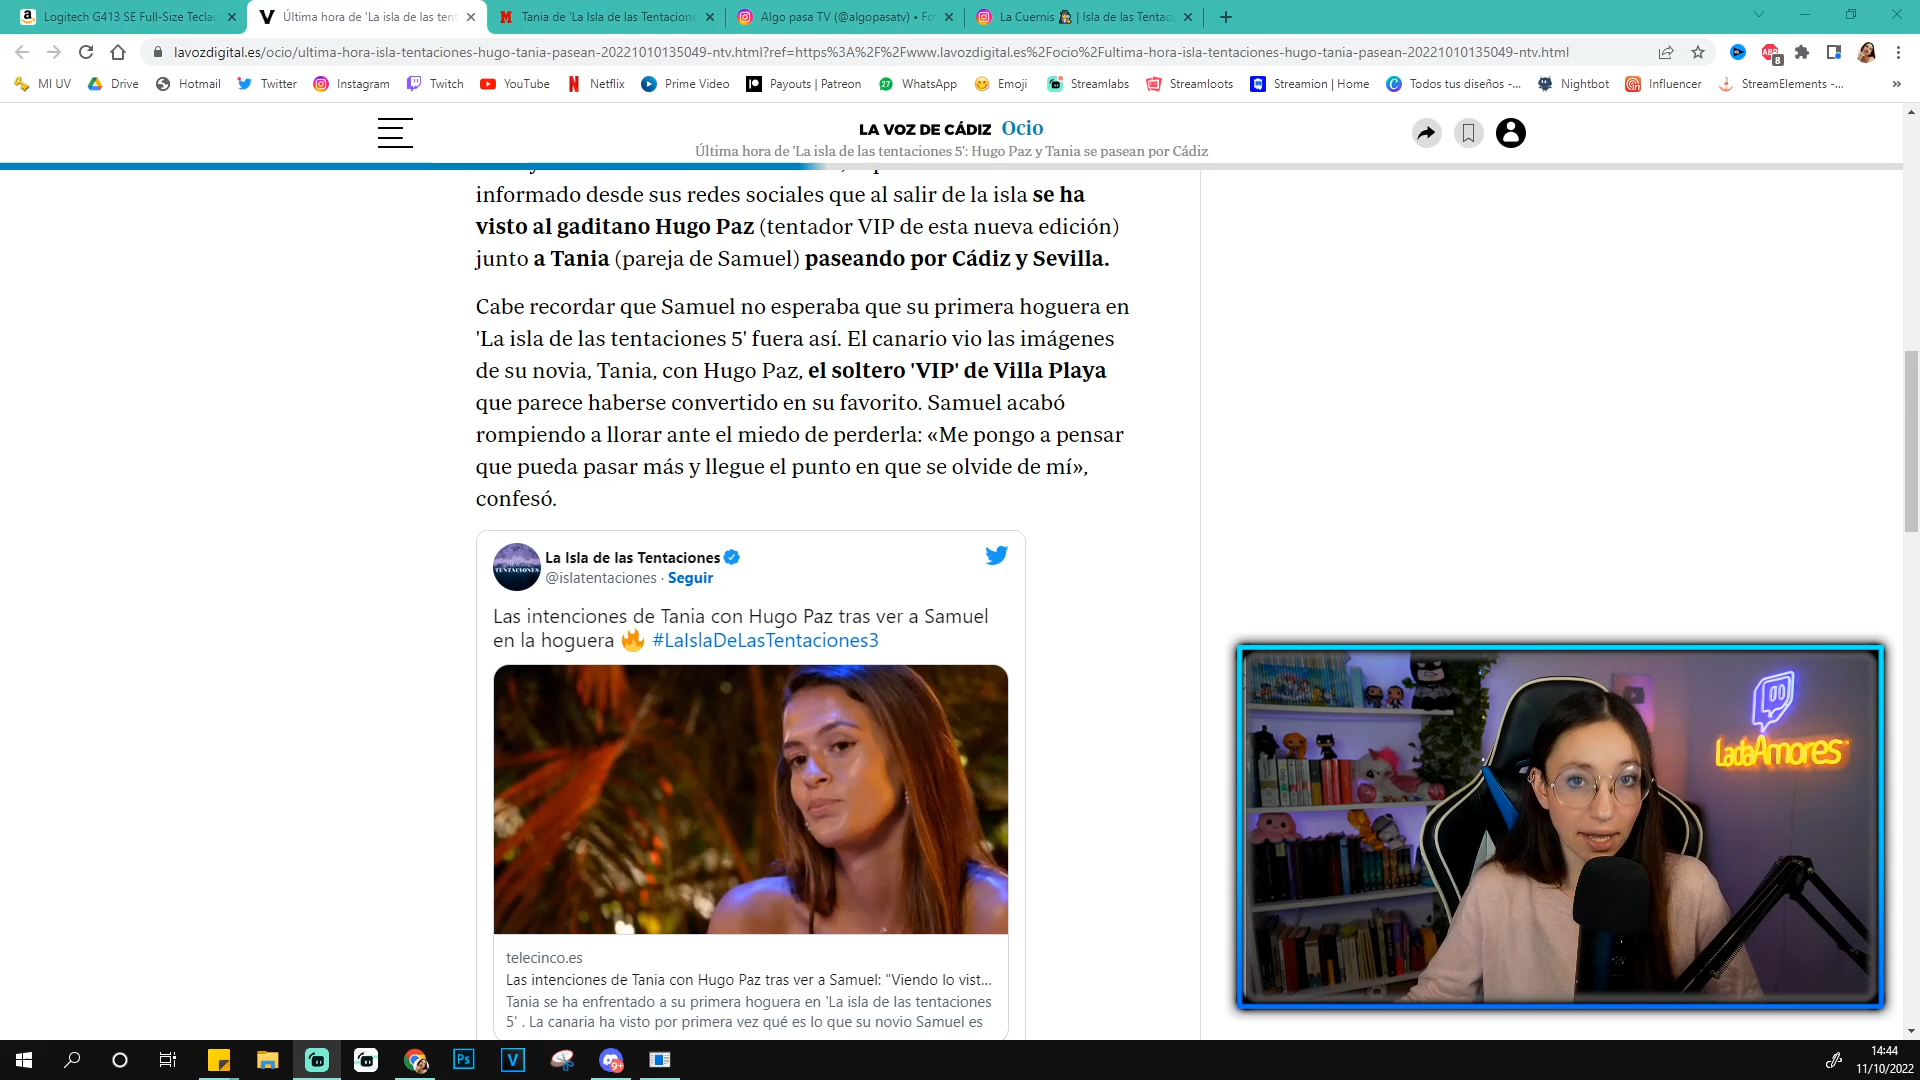 Logitech G413 SE Full-Size Tecla
Última hora de 'La isla de las tent
Tania de 'La Isla de las Tentacione
Algo pasa TV (@algopasatv) • Fo
La Cuernis | Isla de las Tentac
lavozdigital.es/ocio/ultima-hora-isla-tentaciones-hugo-tania-pasean-20221010135049-ntv.html?ref=https%3A%2F%2Fwww.lavozdigital.es%2Focio%2Fultima-hora-isla-tentaciones-hugo-tania-pasean-20221010135049-ntv.html
ABP 8
MI UV
Drive
Hotmail
Twitter
Instagram
Twitch
YouTube
Netflix
Prime Video
Payouts | Patreon
27 WhatsApp
Emoji
Streamlabs
Streamloots
Streamion | Home
Todos tus diseños -...
Nightbot
Influencer
StreamElements -...
»
LA VOZ DE CÁDIZ Ocio
Última hora de 'La isla de las tentaciones 5': Hugo Paz y Tania se pasean por Cádiz
informado desde sus redes sociales que al salir de la isla se ha
visto al gaditano Hugo Paz (tentador VIP de esta nueva edición)
junto a Tania (pareja de Samuel) paseando por Cádiz y Sevilla.
Cabe recordar que Samuel no esperaba que su primera hoguera en
'La isla de las tentaciones 5' fuera así. El canario vio las imágenes
de su novia, Tania, con Hugo Paz, el soltero 'VIP' de Villa Playa
que parece haberse convertido en su favorito. Samuel acabó
rompiendo a llorar ante el miedo de perderla: «Me pongo a pensar
que pueda pasar más y llegue el punto en que se olvide de mí»,
confesó.
TENTACIONES
La Isla de las Tentaciones
@islatentaciones · Seguir
Las intenciones de Tania con Hugo Paz tras ver a Samuel
en la hoguera 🔥 #LaIslaDeLasTentaciones3
telecinco.es
Las intenciones de Tania con Hugo Paz tras ver a Samuel: "Viendo lo vist...
Tania se ha enfrentado a su primera hoguera en 'La isla de las tentaciones
5' . La canaria ha visto por primera vez qué es lo que su novio Samuel es
LadaAmores
Ps
V
9+
14:44
11/10/2022